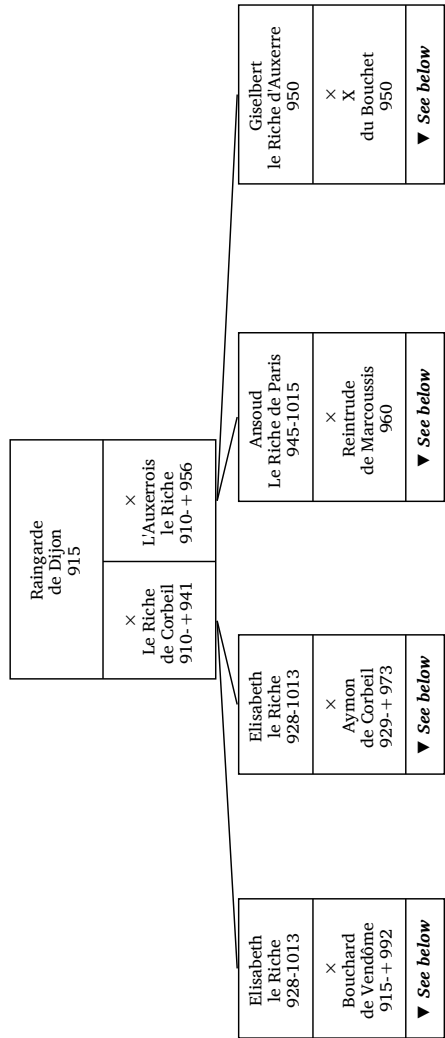 Raingarde
de Dijon
915
×
Le Riche
de Corbeil
910-+941
×
L'Auxerrois
le Riche
910-+956
Elisabeth
le Riche
928-1013
×
Bouchard
de Vendôme
915-+992
▼ See below
Elisabeth
le Riche
928-1013
×
Aymon
de Corbeil
929-+973
▼ See below
Ansoud
Le Riche de Paris
945-1015
×
Reintrude
de Marcoussis
960
▼ See below
Giselbert
le Riche d'Auxerre
950
×
X
du Bouchet
950
▼ See below